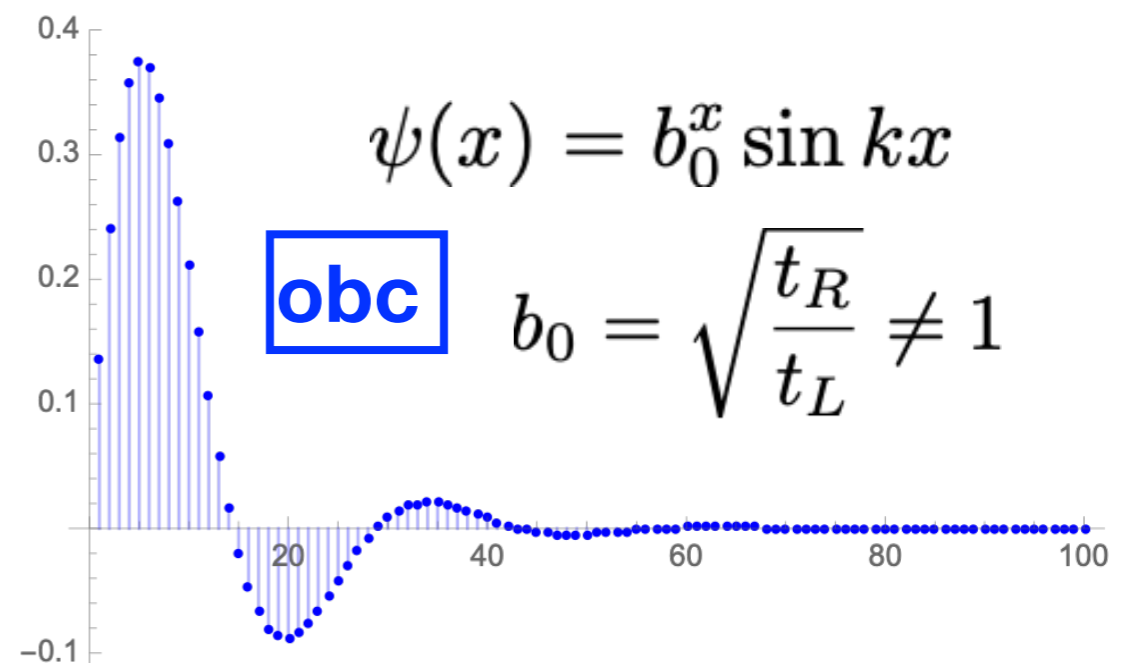 0.4
ψ(x) = b₀ˣ sin kx
0.3
obc
0.2
b₀ = √(t_R/t_L) ≠ 1
0.1
20 40 60 80 100
−0.1